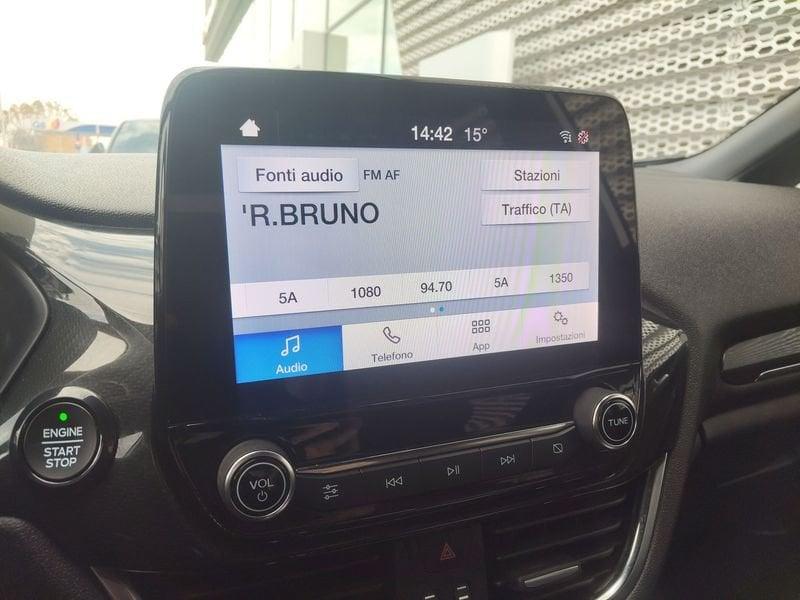 14:42 15°
Fonti audio FM AF Stazioni
'R.BRUNO
Traffico (TA)
5A 1080 94.70 5A 1350
Audio Telefono App Impostazioni
ENGINE
START
STOP
VOL
TUNE